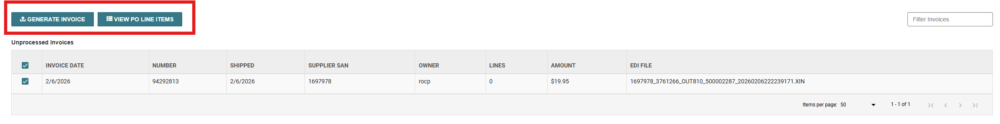 GENERATE INVOICE VIEW PO LINE ITEMS Filter Invoices
Unprocessed Invoices
INVOICE DATE NUMBER SHIPPED SUPPLIER SAN OWNER LINES AMOUNT EDI FILE
2/6/2026 94292813 2/6/2026 1697978 rocp 0 $19.95 1697978_3761266_OUT810_500002287_20260206222239171.XIN
Items per page: 50 1 - 1 of 1